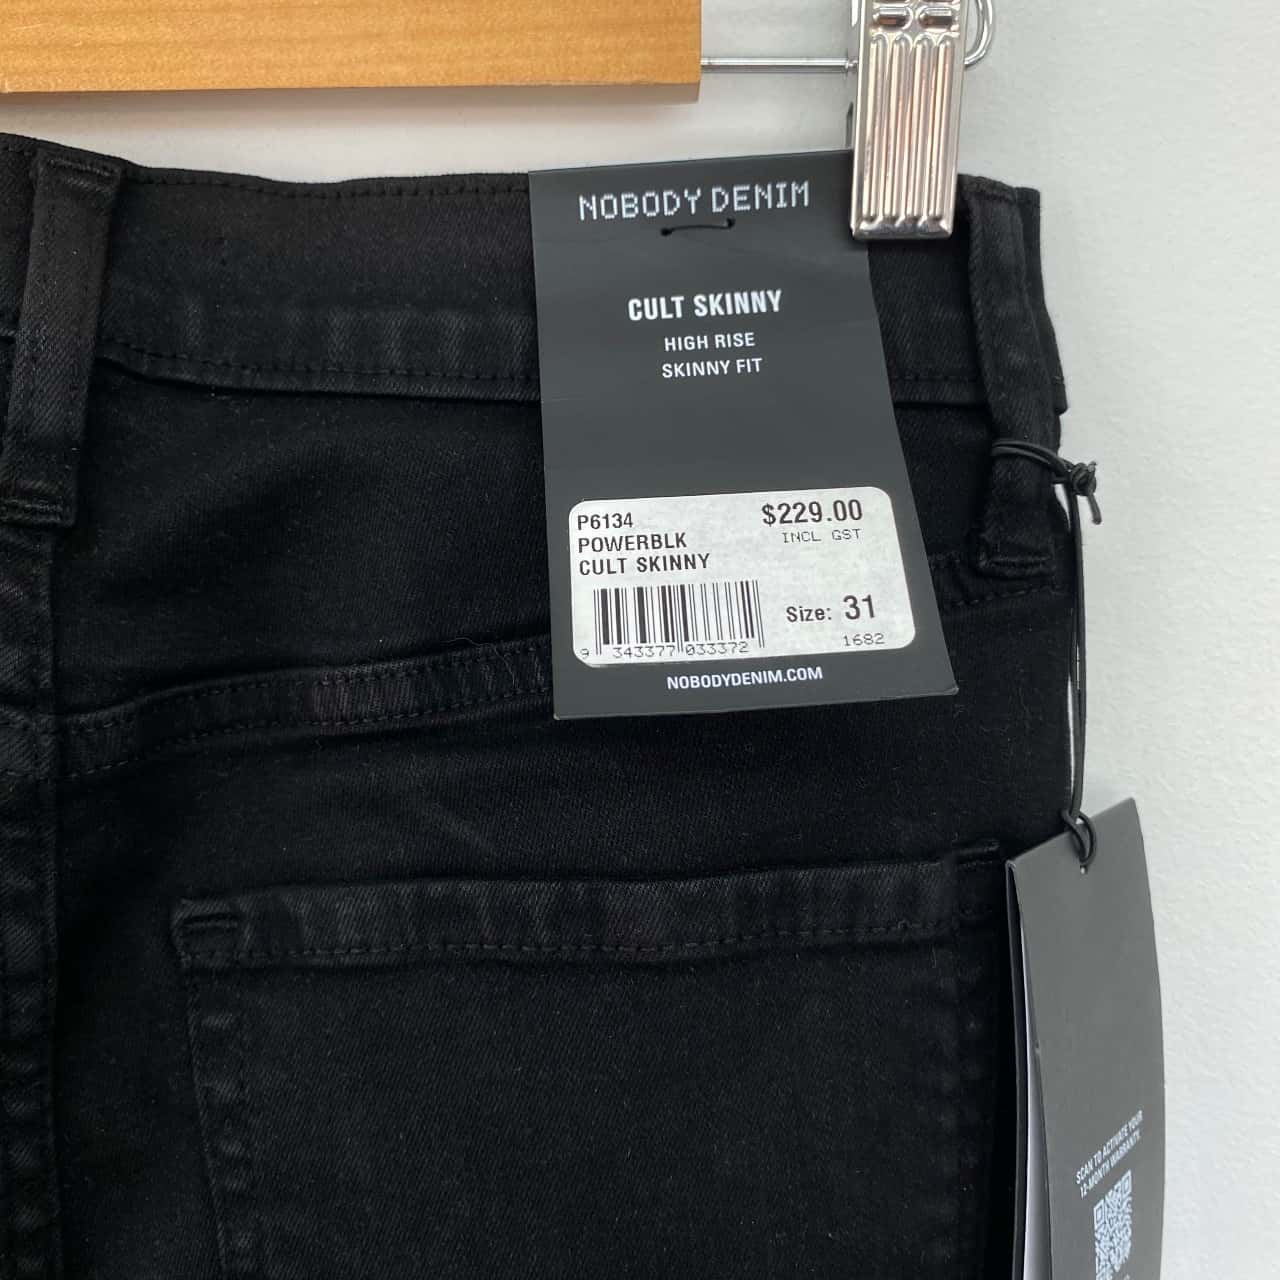 NOBODY DENIM
CULT SKINNY
HIGH RISE
SKINNY FIT
P6134
$229.00
POWERBLK
INCL GST
CULT SKINNY
Size: 31
9 343377 033372
1682
NOBODYDENIM.COM
SCAN TO ACTIVATE YOUR
12-MONTH WARRANTY.